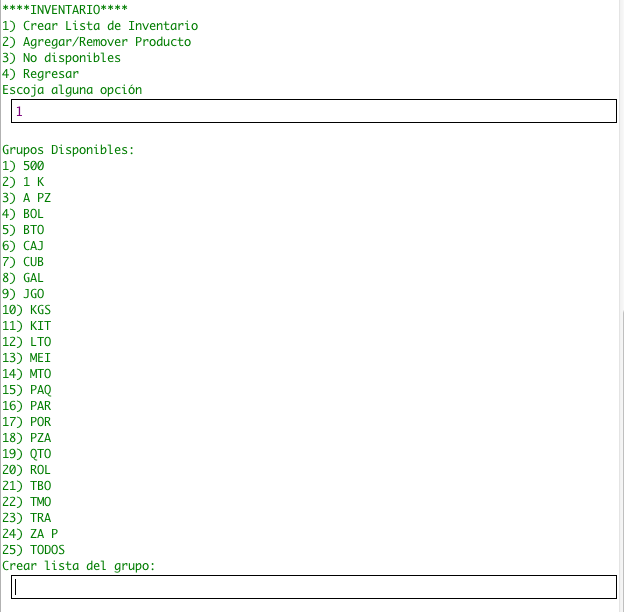 ****INVENTARIO****
1) Crear Lista de Inventario
2) Agregar/Remover Producto
3) No disponibles
4) Regresar
Escoja alguna opción
1
Grupos Disponibles:
1) 500
2) 1 K
3) A PZ
4) BOL
5) BTO
6) CAJ
7) CUB
8) GAL
9) JGO
10) KGS
11) KIT
12) LTO
13) MEI
14) MTO
15) PAQ
16) PAR
17) POR
18) PZA
19) QTO
20) ROL
21) TBO
22) TMO
23) TRA
24) ZA P
25) TODOS
Crear lista del grupo: